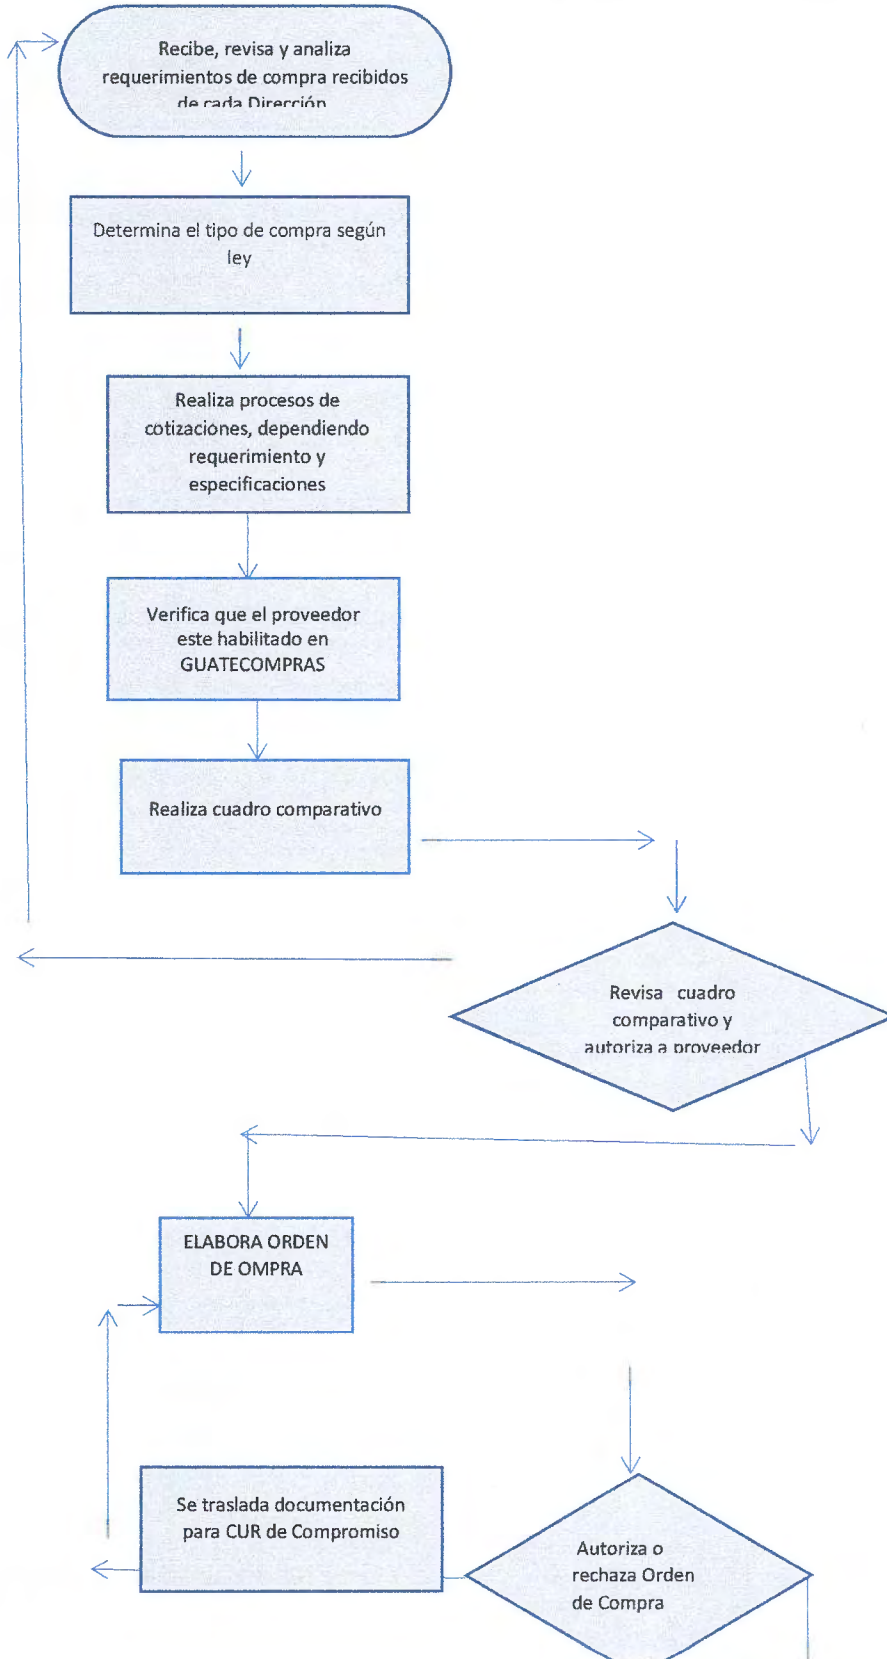 Recibe, revisa y analiza
requerimientos de compra recibidos
de cada Dirección
Determina el tipo de compra según
ley
Realiza procesos de
cotizaciones, dependiendo
requerimiento y
especificaciones
Verifica que el proveedor
este habilitado en
GUATECOMPRAS
Realiza cuadro comparativo
Revisa cuadro
comparativo y
autoriza a proveedor
ELABORA ORDEN
DE OMPRA
Se traslada documentación
para CUR de Compromiso
Autoriza o
rechaza Orden
de Compra